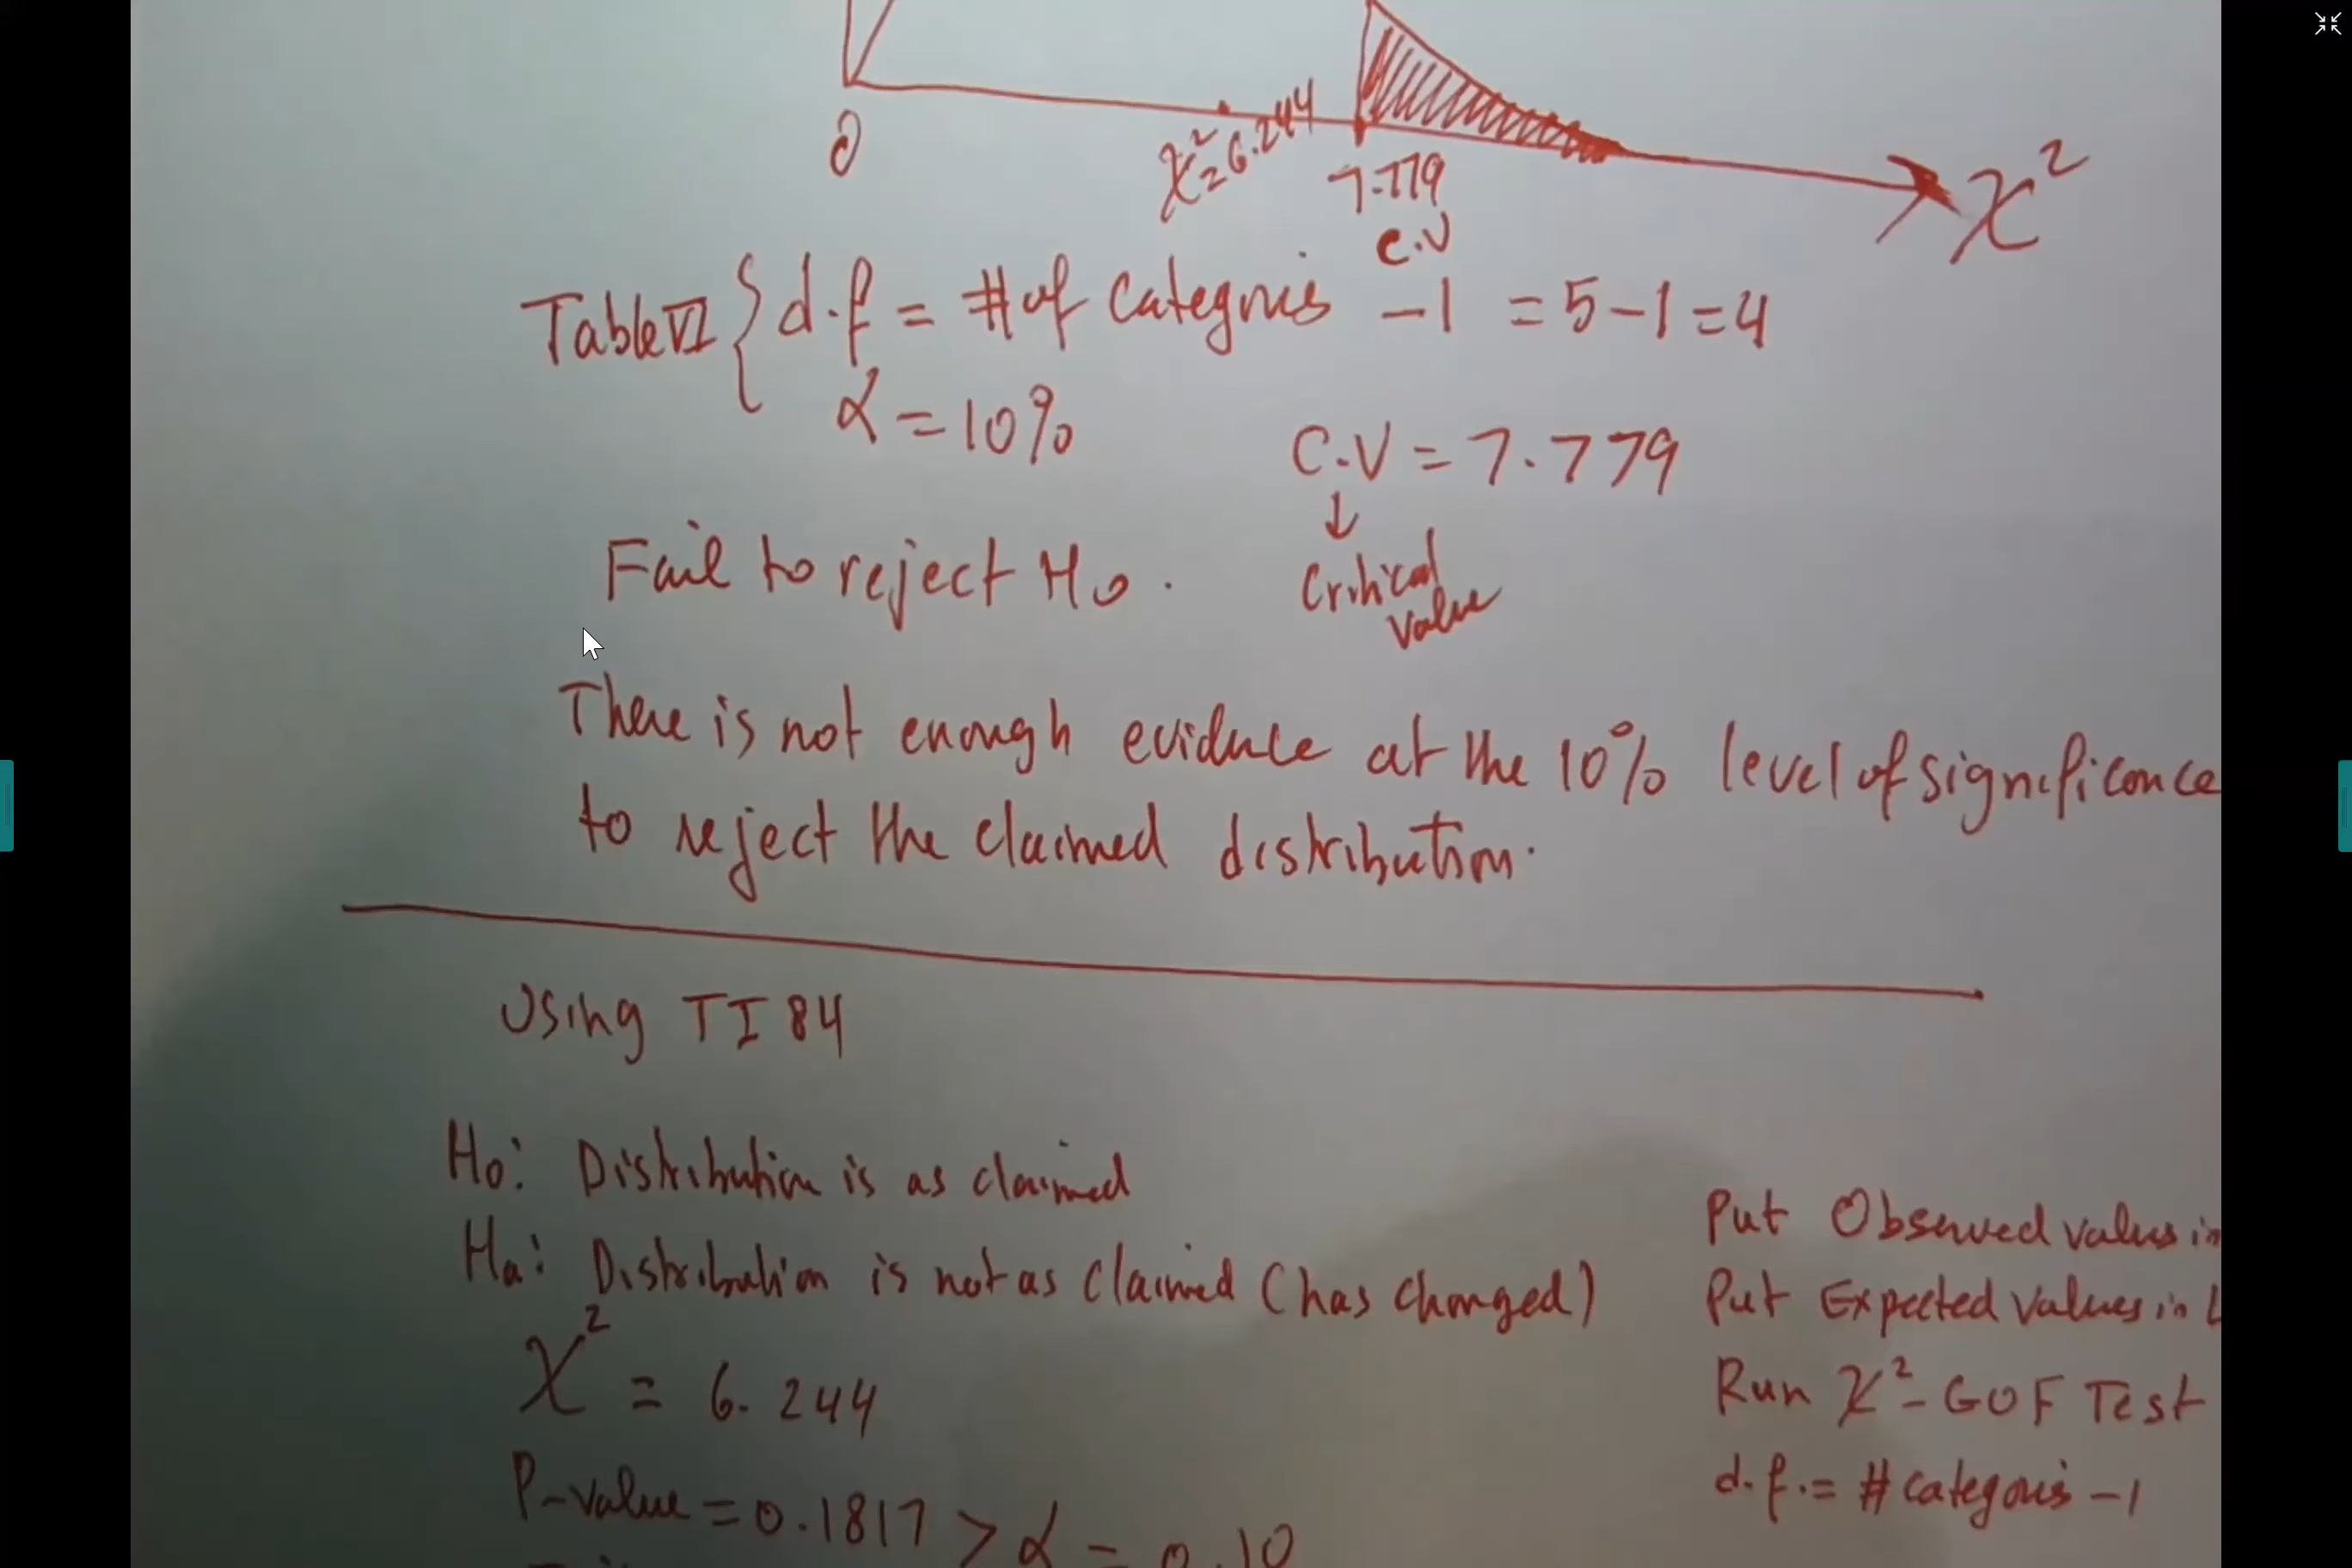 0
χ²=6.244
7.779
C.V
χ²
Table VI { d.f = # of Categoris -1 = 5-1=4
α = 10%
C.V = 7.779
↓
Critical
Value
Fail to reject H₀.
There is not enough evidence at the 10% level of significance
to reject the claimed distribution.
Using TI 84
H₀: Distribution is as claimed
Hₐ: Distribution is not as Claimed (has changed)
χ² = 6.244
P-value = 0.1817 > α = 0.10
Put Observed values in
Put Expected Values in L
Run χ²-GOF Test
d.f. = # categoris -1